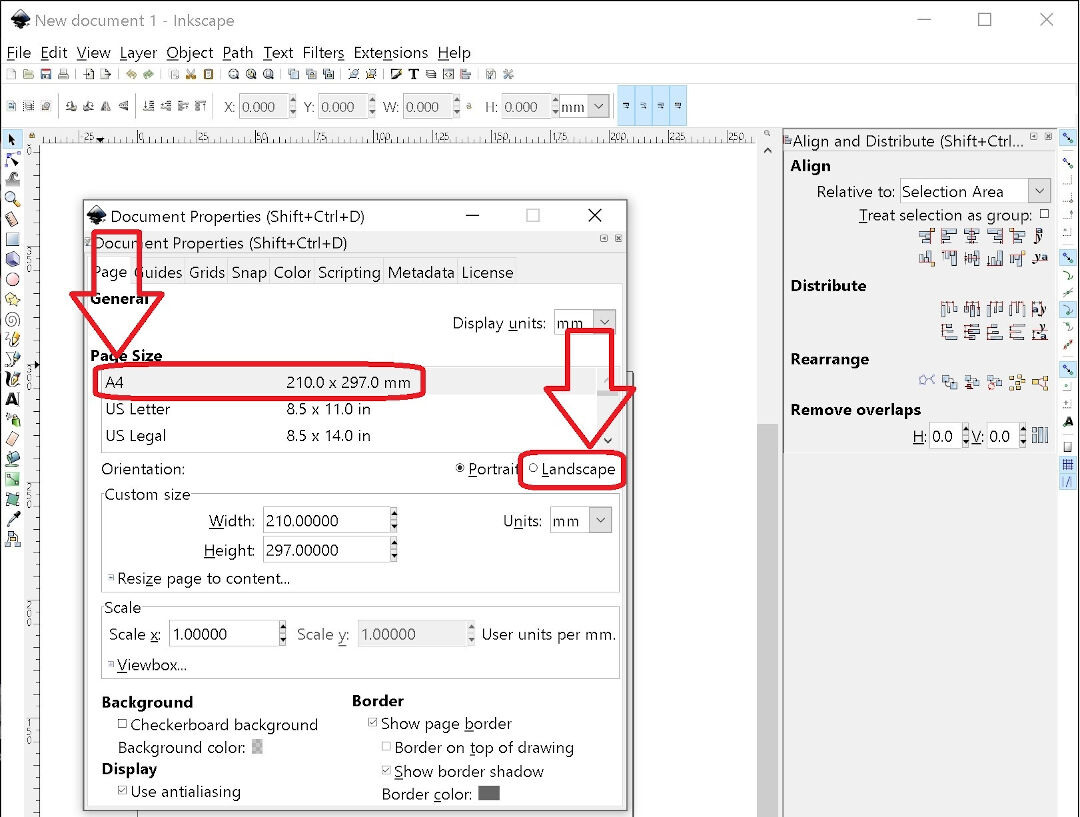 New document 1 - Inkscape
File Edit View Layer Object Path Text Filters Extensions Help
X: 0.000 Y: 0.000 W: 0.000 H: 0.000 mm
-25 0 25 50 75 100 125 150 175 200 225 250
Align and Distribute (Shift+Ctrl...
Align
Relative to: Selection Area
Treat selection as group:
Distribute
Rearrange
Remove overlaps
H: 0.0 V: 0.0
Document Properties (Shift+Ctrl+D)
Document Properties (Shift+Ctrl+D)
Page Guides Grids Snap Color Scripting Metadata License
General
Display units: mm
Page Size
A4 210.0 x 297.0 mm
US Letter 8.5 x 11.0 in
US Legal 8.5 x 14.0 in
Orientation: Portrait Landscape
Custom size
Width: 210.00000 Units: mm
Height: 297.00000
Resize page to content...
Scale
Scale x: 1.00000 Scale y: 1.00000 User units per mm.
Viewbox...
Background
Checkerboard background
Background color:
Display
Use antialiasing
Border
Show page border
Border on top of drawing
Show border shadow
Border color: